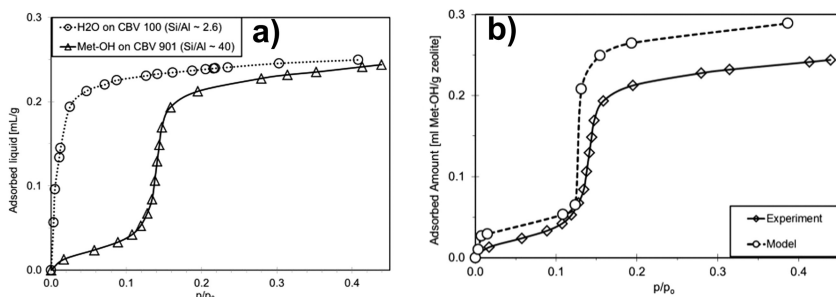 H2O on CBV 100 (Si/Al ~ 2.6)
Met-OH on CBV 901 (Si/Al ~ 40)
a)
0.3
0.2
0.1
0.0
Adsorbed liquid [mL/g
0.0
0.1
0.2
0.3
0.4
p/p₀
b)
0.3
0.2
0.1
0.0
Adsorbed Amount [ml Met-OH/g zeolite]
Experiment
Model
0.0
0.1
0.2
0.3
0.4
p/p₀